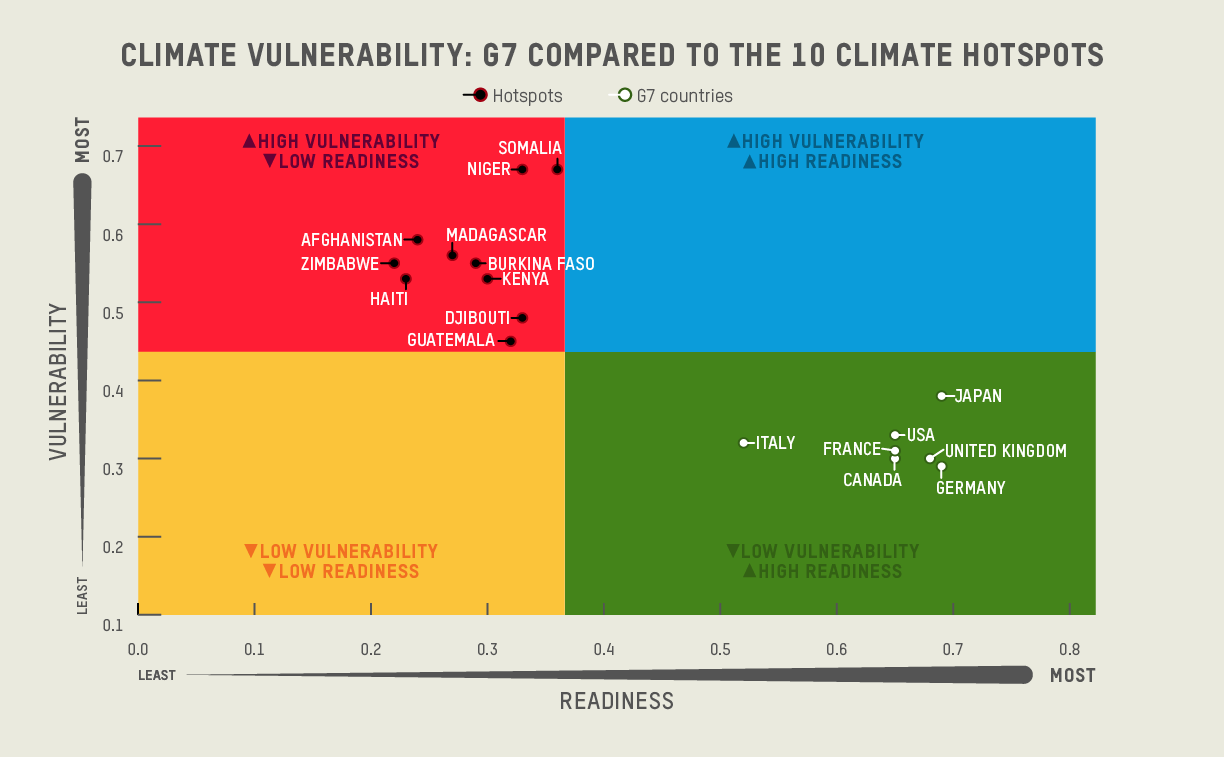 CLIMATE VULNERABILITY: G7 COMPARED TO THE 10 CLIMATE HOTSPOTS
Hotspots
G7 countries
MOST
VULNERABILITY
LEAST
0.7
0.6
0.5
0.4
0.3
0.2
0.1
▲HIGH VULNERABILITY
▼LOW READINESS
▲HIGH VULNERABILITY
▲HIGH READINESS
SOMALIA
NIGER
AFGHANISTAN
MADAGASCAR
ZIMBABWE
BURKINA FASO
KENYA
HAITI
DJIBOUTI
GUATEMALA
JAPAN
ITALY
USA
FRANCE
UNITED KINGDOM
CANADA
GERMANY
▼LOW VULNERABILITY
▼LOW READINESS
▼LOW VULNERABILITY
▲HIGH READINESS
0.0
0.1
0.2
0.3
0.4
0.5
0.6
0.7
0.8
LEAST
MOST
READINESS